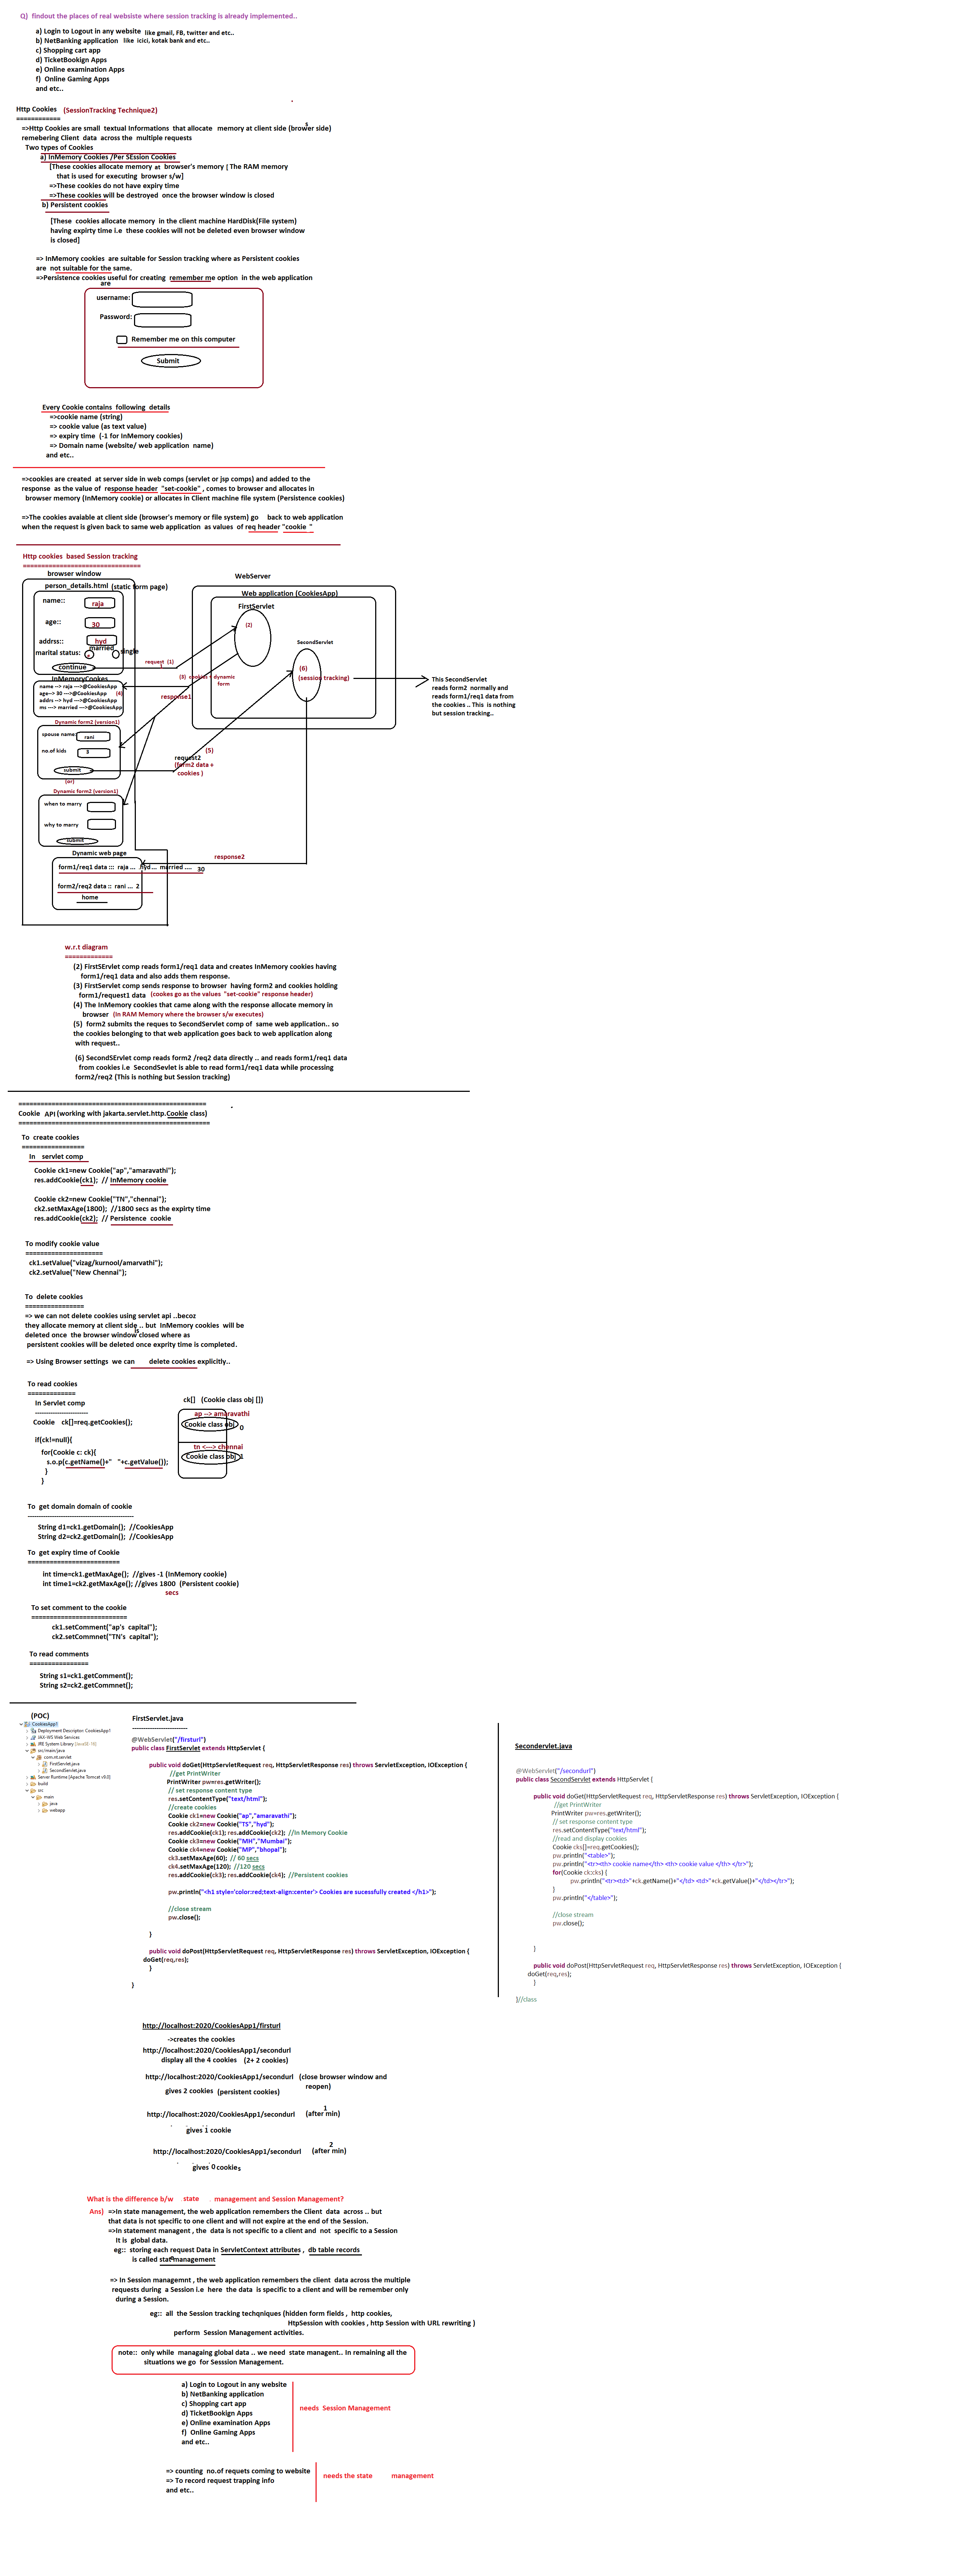 Q) findout the places of real websiste where session tracking is already implemented..
a) Login to Logout in any website like gmail, FB, twitter and etc..
b) NetBanking application like icici, kotak bank and etc..
c) Shopping cart app
d) TicketBookign Apps
e) Online examination Apps
f) Online Gaming Apps
and etc..
Http Cookies (SessionTracking Technique2)
============
=>Http Cookies are small textual Informations that allocate memory at client side (browser side)
remebering Client data across the multiple requests
Two types of Cookies
a) InMemory Cookies /Per SEssion Cookies
[These cookies allocate memory at browser's memory [ The RAM memory
that is used for executing browser s/w]
=>These cookies do not have expiry time
=>These cookies will be destroyed once the browser window is closed
b) Persistent cookies
[These cookies allocate memory in the client machine HardDisk(File system)
having expirty time i.e these cookies will not be deleted even browser window
is closed]
=> InMemory cookies are suitable for Session tracking where as Persistent cookies
are not suitable for the same.
=>Persistence cookies useful for creating remember me option in the web application
are
username:
Password:
Remember me on this computer
Submit
Every Cookie contains following details
=>cookie name (string)
=> cookie value (as text value)
=> expiry time (-1 for InMemory cookies)
=> Domain name (website/ web application name)
and etc..
=>cookies are created at server side in web comps (servlet or jsp comps) and added to the
response as the value of response header "set-cookie" , comes to browser and allocates in
browser memory (InMemory cookie) or allocates in Client machine file system (Persistence cookies)
=>The cookies avaiable at client side (browser's memory or file system) go back to web application
when the request is given back to same web application as values of req header "cookie "
Http cookies based Session tracking
===============================
browser window
WebServer
person_details.html (static form page)
Web application (CookiesApp)
name:: raja
FirstServlet
age:: 30
(2)
addrss:: hyd
SecondServlet
marital status: married single
continue
request (1)
(6)
(session tracking)
(3) cookies + dynamic
form
This SecondServlet
reads form2 normally and
reads form1/req1 data from
the cookies .. This is nothing
but session tracking..
InMemoryCookes
name --> raja --->@CookiesApp
age--> 30 --->@CookiesApp (4)
addrs --> hyd --->@CookiesApp
ms ---> married --->@CookiesApp
response1
Dynamic form2 (version1)
spouse name: rani
no.of kids 3
submit
(5)
request2
(form2 data +
cookies )
(or)
Dynamic form2 (version1)
when to marry
why to marry
submit
Dynamic web page
response2
form1/req1 data ::: raja ... hyd ... married .... 30
form2/req2 data :: rani ... 2
home
w.r.t diagram
=============
(2) FirstSErvlet comp reads form1/req1 data and creates InMemory cookies having
form1/req1 data and also adds them response.
(3) FirstServlet comp sends response to browser having form2 and cookies holding
form1/request1 data (cookes go as the values "set-cookie" response header)
(4) The InMemory cookies that came along with the response allocate memory in
browser (in RAM Memory where the browser s/w executes)
(5) form2 submits the reques to SecondServlet comp of same web application.. so
the cookies belonging to that web application goes back to web application along
with request..
(6) SecondSErvlet comp reads form2 /req2 data directly .. and reads form1/req1 data
from cookies i.e SecondSevlet is able to read form1/req1 data while processing
form2/req2 (This is nothing but Session tracking)
==================================================
Cookie API (working with jakarta.servlet.http.Cookie class)
===================================================
To create cookies
=================
In servlet comp
Cookie ck1=new Cookie("ap","amaravathi");
res.addCookie(ck1); // InMemory cookie
Cookie ck2=new Cookie("TN","chennai");
ck2.setMaxAge(1800); //1800 secs as the expirty time
res.addCookie(ck2); // Persistence cookie
To modify cookie value
=====================
ck1.setValue("vizag/kurnool/amarvathi");
ck2.setValue("New Chennai");
To delete cookies
================
=> we can not delete cookies using servlet api ..becoz
they allocate memory at client side .. but InMemory cookies will be
deleted once the browser window is closed where as
persistent cookies will be deleted once exprity time is completed.
=> Using Browser settings we can delete cookies explicitly..
To read cookies
=============
In Servlet comp
------------------------
Cookie ck[]=req.getCookies();
if(ck!=null){
for(Cookie c: ck){
s.o.p(c.getName()+" "+c.getValue());
}
}
ck[] (Cookie class obj [])
ap --> amaravathi
Cookie class obj 0
tn <---> chennai
Cookie class obj 1
To get domain domain of cookie
------------------------------------------------
String d1=ck1.getDomain(); //CookiesApp
String d2=ck2.getDomain(); //CookiesApp
To get expiry time of Cookie
=========================
int time=ck1.getMaxAge(); //gives -1 (InMemory cookie)
int time1=ck2.getMaxAge(); //gives 1800 (Persistent cookie)
secs
To set comment to the cookie
==========================
ck1.setComment("ap's capital");
ck2.setCommnet("TN's capital");
To read comments
================
String s1=ck1.getComment();
String s2=ck2.getCommnet();
(POC)
CookiesApp1
Deployment Descriptor: CookiesApp1
JAX-WS Web Services
JRE System Library [JavaSE-16]
src/main/java
com.nt.servlet
FirstServlet.java
SecondServlet.java
Server Runtime [Apache Tomcat v9.0]
build
src
main
java
webapp
FirstServlet.java
-------------------------
@WebServlet("/firsturl")
public class FirstServlet extends HttpServlet {
public void doGet(HttpServletRequest req, HttpServletResponse res) throws ServletException, IOException {
//get PrintWriter
PrintWriter pw=res.getWriter();
// set response content type
res.setContentType("text/html");
//create cookies
Cookie ck1=new Cookie("ap","amaravathi");
Cookie ck2=new Cookie("TS","hyd");
res.addCookie(ck1); res.addCookie(ck2); //In Memory Cookie
Cookie ck3=new Cookie("MH","Mumbai");
Cookie ck4=new Cookie("MP","bhopal");
ck3.setMaxAge(60); // 60 secs
ck4.setMaxAge(120); //120 secs
res.addCookie(ck3); res.addCookie(ck4); //Persistent cookies
pw.println("<h1 style='color:red;text-align:center'> Cookies are sucessfully created </h1>");
//close stream
pw.close();
}
public void doPost(HttpServletRequest req, HttpServletResponse res) throws ServletException, IOException {
doGet(req,res);
}
}
Secondervlet.java
@WebServlet("/secondurl")
public class SecondServlet extends HttpServlet {
public void doGet(HttpServletRequest req, HttpServletResponse res) throws ServletException, IOException {
//get PrintWriter
PrintWriter pw=res.getWriter();
// set response content type
res.setContentType("text/html");
//read and display cookies
Cookie cks[]=req.getCookies();
pw.println("<table>");
pw.println("<tr><th> cookie name</th> <th> cookie value </th> </tr>");
for(Cookie ck:cks) {
pw.println("<tr><td>"+ck.getName()+"</td> <td>"+ck.getValue()+"</td></tr>");
}
pw.println("</table>");
//close stream
pw.close();
}
public void doPost(HttpServletRequest req, HttpServletResponse res) throws ServletException, IOException {
doGet(req,res);
}
}//class
http://localhost:2020/CookiesApp1/firsturl
->creates the cookies
http://localhost:2020/CookiesApp1/secondurl
display all the 4 cookies (2+ 2 cookies)
http://localhost:2020/CookiesApp1/secondurl (close browser window and
reopen)
gives 2 cookies (persistent cookies)
http://localhost:2020/CookiesApp1/secondurl (after 1 min)
gives 1 cookie
http://localhost:2020/CookiesApp1/secondurl (after 2 min)
gives 0 cookies
What is the difference b/w state management and Session Management?
Ans) =>In state management, the web application remembers the Client data across .. but
that data is not specific to one client and will not expire at the end of the Session.
=>In statement managent , the data is not specific to a client and not specific to a Session
It is global data.
eg:: storing each request Data in ServletContext attributes , db table records
is called state management
=> In Session managemnt , the web application remembers the client data across the multiple
requests during a Session i.e here the data is specific to a client and will be remember only
during a Session.
eg:: all the Session tracking techqniques (hidden form fields , http cookies,
HtpSession with cookies , http Session with URL rewriting )
perform Session Management activities.
note:: only while managaing global data .. we need state managent.. In remaining all the
situations we go for Sesssion Management.
a) Login to Logout in any website
b) NetBanking application
c) Shopping cart app
d) TicketBookign Apps
e) Online examination Apps
f) Online Gaming Apps
and etc..
needs Session Management
=> counting no.of requets coming to website
=> To record request trapping info
and etc..
needs the state management